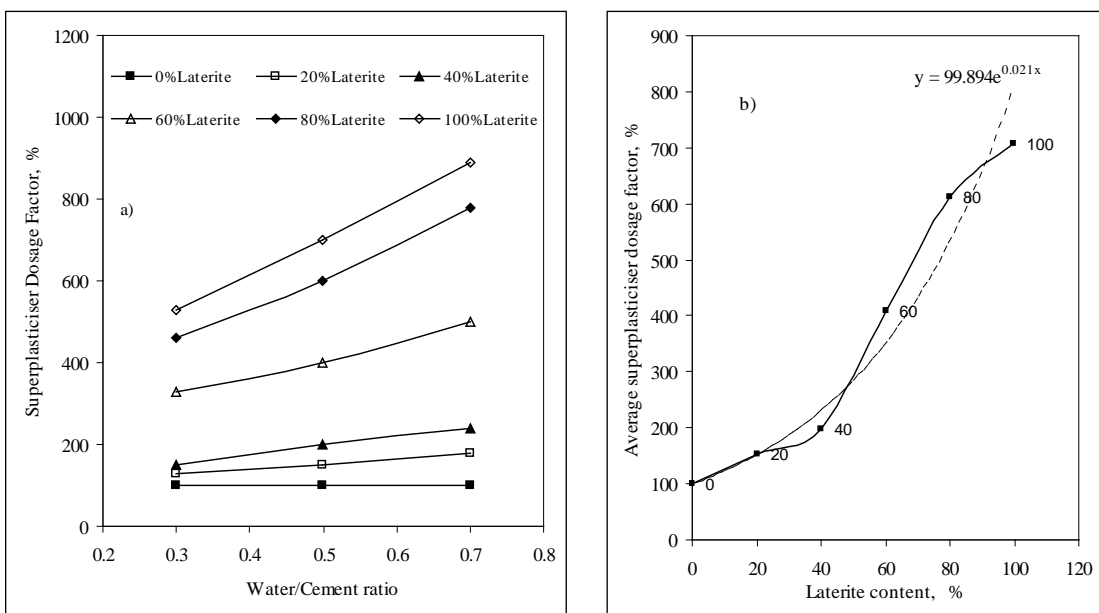 1200
1000
800
600
400
200
0
0.2 0.3 0.4 0.5 0.6 0.7 0.8
Superplasticiser Dosage Factor, %
Water/Cement ratio
0%Laterite 20%Laterite 40%Laterite
60%Laterite 80%Laterite 100%Laterite
a)
900
800
700
600
500
400
300
200
100
0
0 20 40 60 80 100 120
Average superplasticiser dosage factor, %
Laterite content, %
y = 99.894e^0.021x
b)
100
80
60
40
20
0